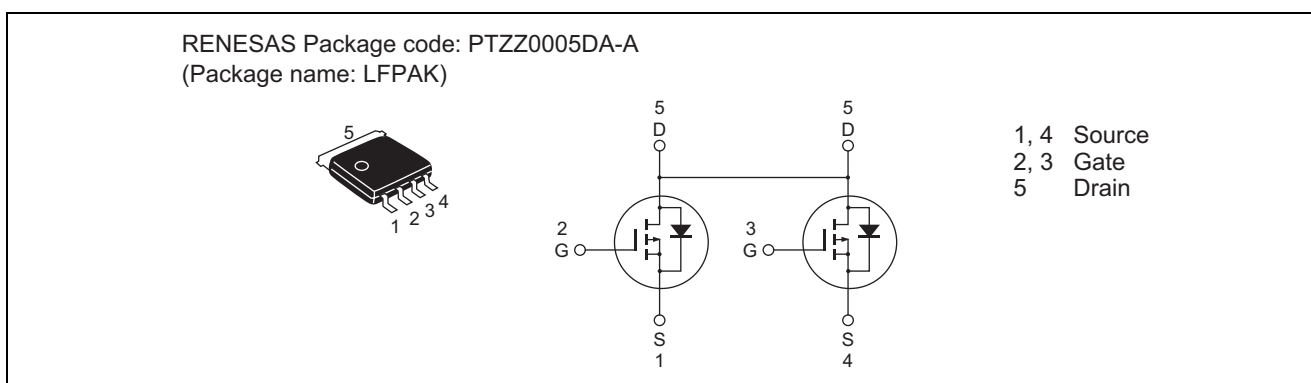 RENESAS Package code: PTZZ0005DA-A
(Package name: LFPAK)
5
1 2 3 4
5 5
D D
2
G
3
G
S S
1 4
1, 4 Source
2, 3 Gate
5 Drain